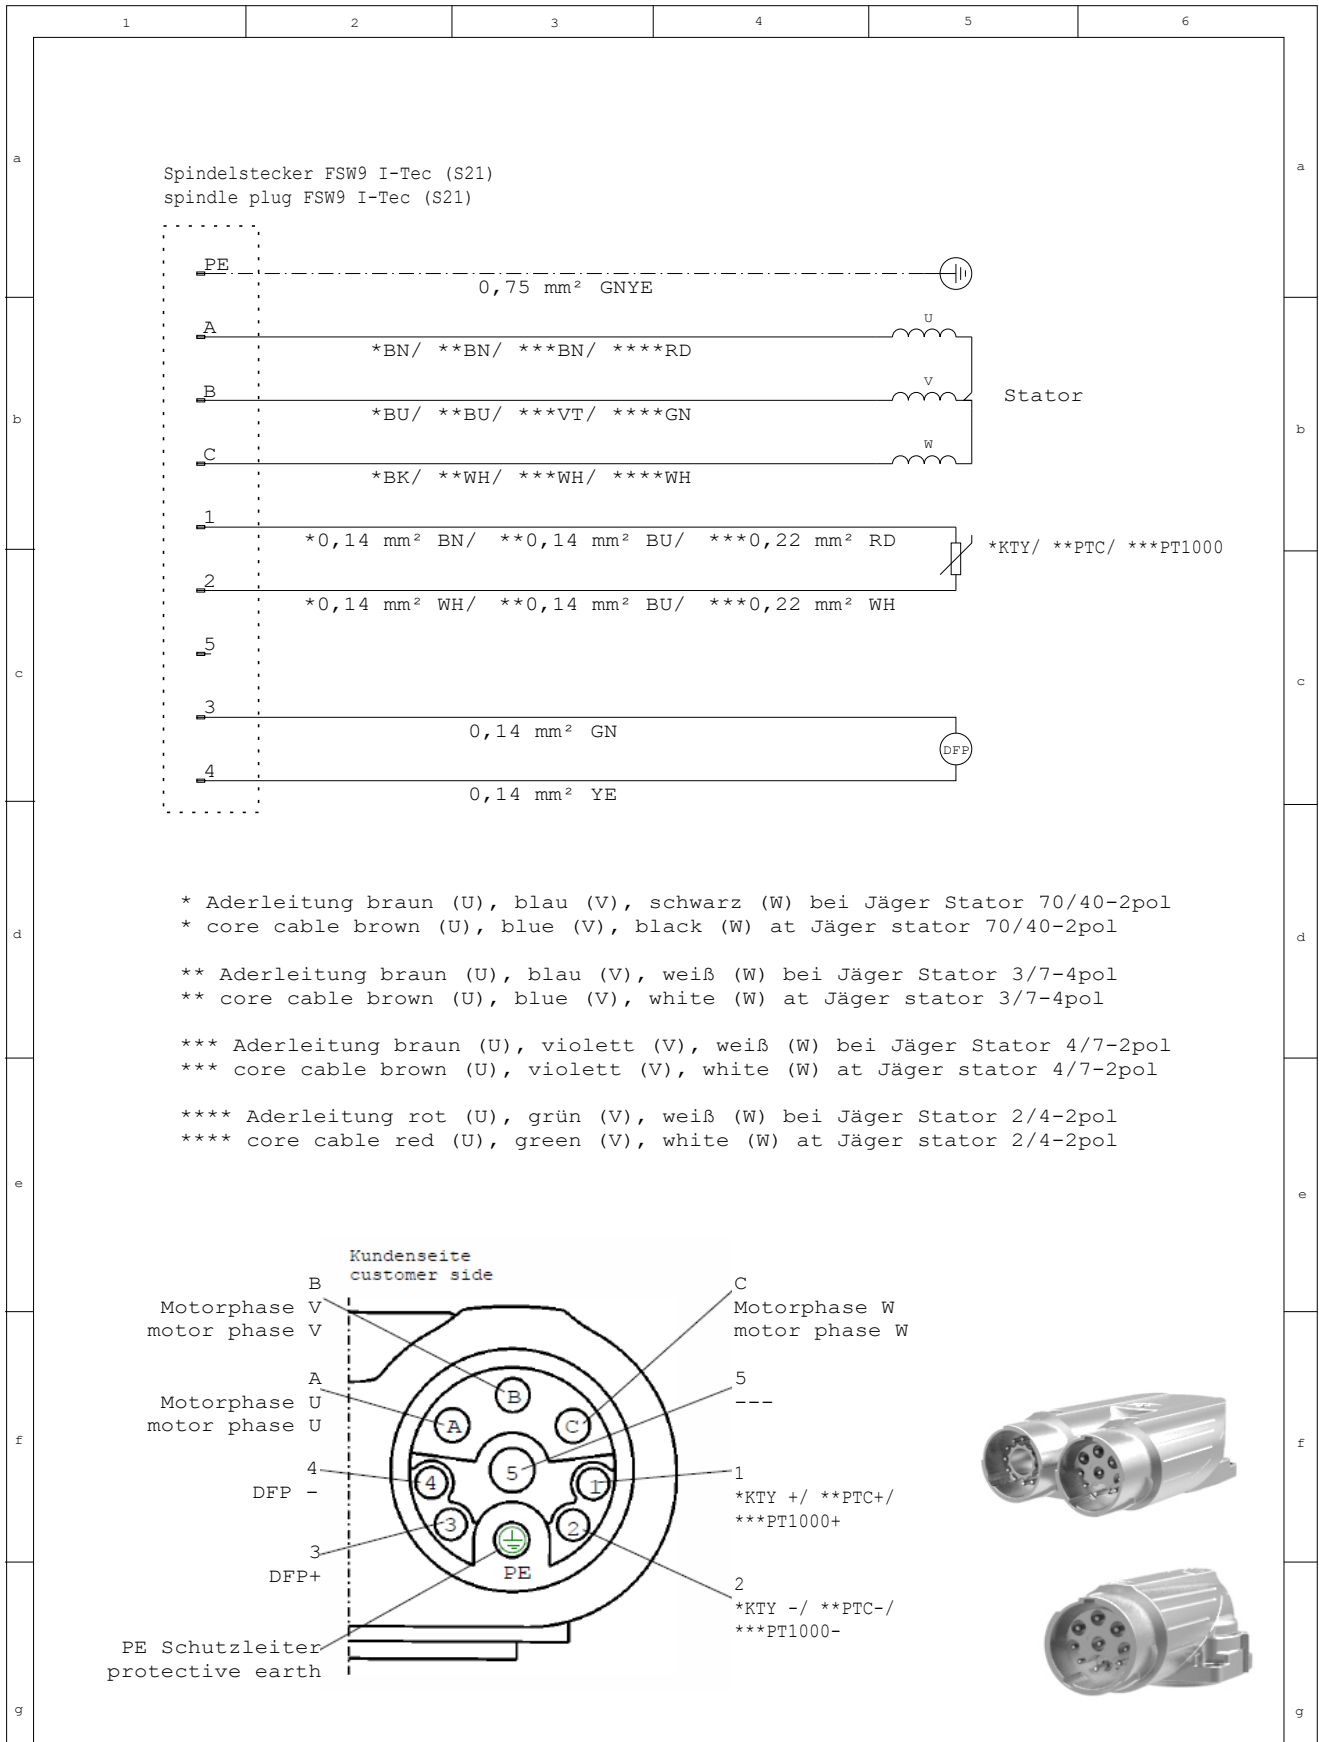 1 2 3 4 5 6
a a
Spindelstecker FSW9 I-Tec (S21)
spindle plug FSW9 I-Tec (S21)
PE
0,75 mm² GNYE
A
U
*BN/ **BN/ ***BN/ ****RD
B
V
Stator
*BU/ **BU/ ***VT/ ****GN
b b
C
W
*BK/ **WH/ ***WH/ ****WH
1
*0,14 mm² BN/ **0,14 mm² BU/ ***0,22 mm² RD
*KTY/ **PTC/ ***PT1000
2
*0,14 mm² WH/ **0,14 mm² BU/ ***0,22 mm² WH
5
c c
3
0,14 mm² GN
DFP
4
0,14 mm² YE
* Aderleitung braun (U), blau (V), schwarz (W) bei Jäger Stator 70/40-2pol
* core cable brown (U), blue (V), black (W) at Jäger stator 70/40-2pol
d d
** Aderleitung braun (U), blau (V), weiß (W) bei Jäger Stator 3/7-4pol
** core cable brown (U), blue (V), white (W) at Jäger stator 3/7-4pol
*** Aderleitung braun (U), violett (V), weiß (W) bei Jäger Stator 4/7-2pol
*** core cable brown (U), violett (V), white (W) at Jäger stator 4/7-2pol
**** Aderleitung rot (U), grün (V), weiß (W) bei Jäger Stator 2/4-2pol
**** core cable red (U), green (V), white (W) at Jäger stator 2/4-2pol
e e
Kundenseite
customer side
B
Motorphase V
motor phase V
C
Motorphase W
motor phase W
A
Motorphase U
motor phase U
5
---
B
A
C
f f
4
DFP -
5
4
1
3
2
1
*KTY +/ **PTC+/
***PT1000+
3
DFP+
PE
2
*KTY -/ **PTC-/
***PT1000-
PE Schutzleiter
protective earth
g g